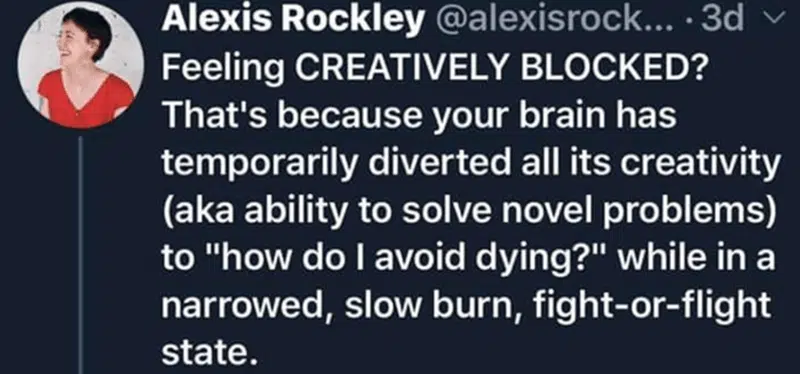 Alexis Rockley @alexisrock... · 3d
Feeling CREATIVELY BLOCKED?
That's because your brain has
temporarily diverted all its creativity
(aka ability to solve novel problems)
to "how do I avoid dying?" while in a
narrowed, slow burn, fight-or-flight
state.